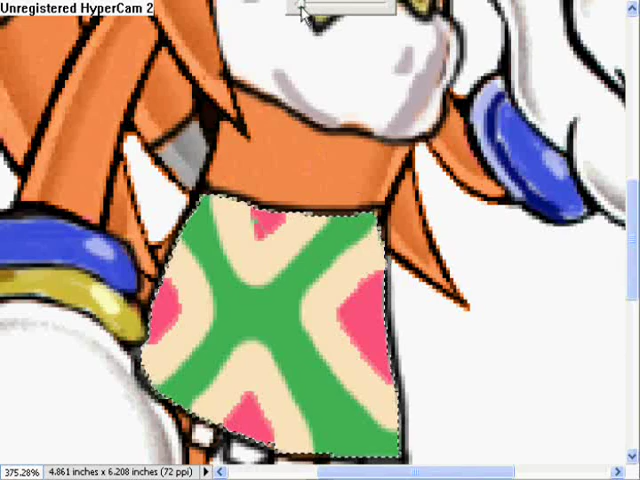 Unregistered HyperCam 2
375.28% 4.861 inches x 6.208 inches (72 ppi)